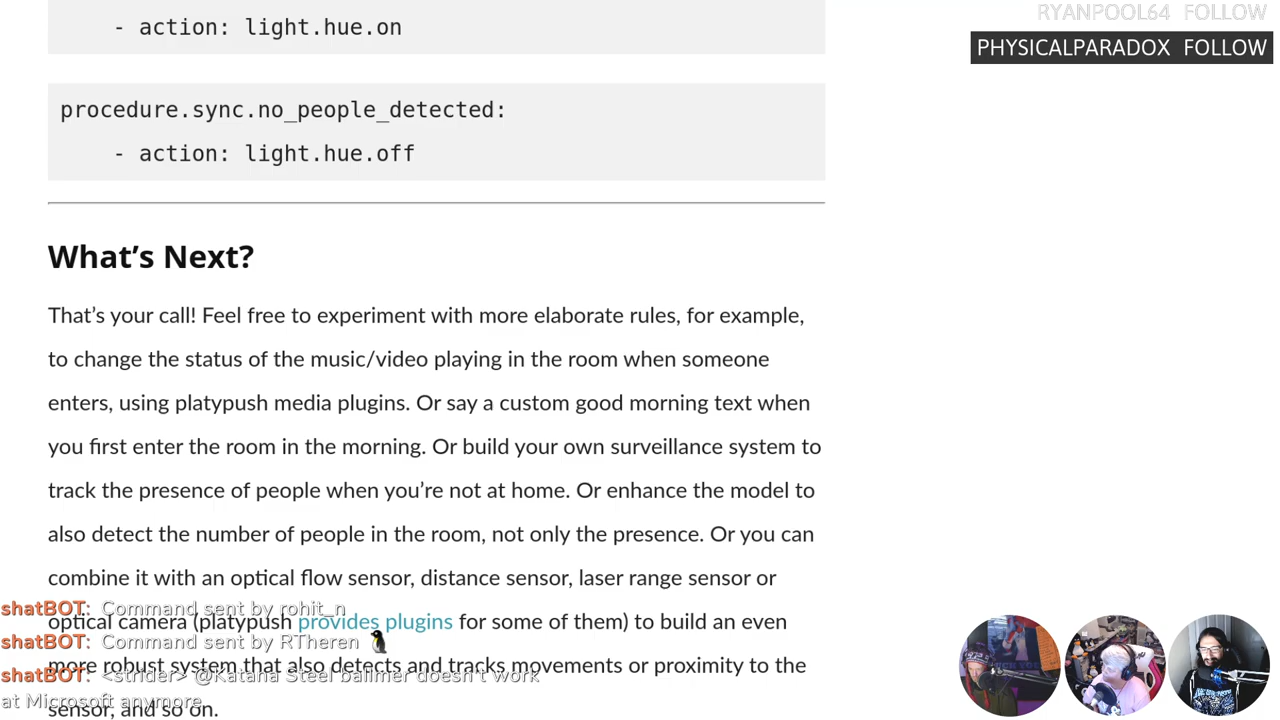 - action: light.hue.on
procedure.sync.no_people_detected:
- action: light.hue.off
What's Next?
That's your call! Feel free to experiment with more elaborate rules, for example,
to change the status of the music/video playing in the room when someone
enters, using platypush media plugins. Or say a custom good morning text when
you first enter the room in the morning. Or build your own surveillance system to
track the presence of people when you're not at home. Or enhance the model to
also detect the number of people in the room, not only the presence. Or you can
combine it with an optical flow sensor, distance sensor, laser range sensor or
optical camera (platypush provides plugins for some of them) to build an even
more robust system that also detects and tracks movements or proximity to the
sensor, and so on.
RYANPOOL64 FOLLOW
PHYSICALPARADOX FOLLOW
shatBOT: Command sent by rohit_n
shatBOT: Command sent by RTheren
shatBOT: <strider> @Katana Steel ballmer doesn't work
at Microsoft anymore